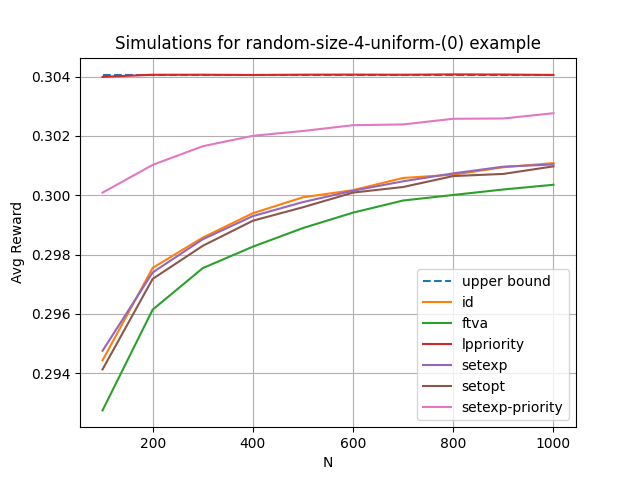 Simulations for random-size-4-uniform-(0) example
0.304
0.302
0.300
0.298
0.296
0.294
Avg Reward
200
400
600
800
1000
N
upper bound
id
ftva
lppriority
setexp
setopt
setexp-priority